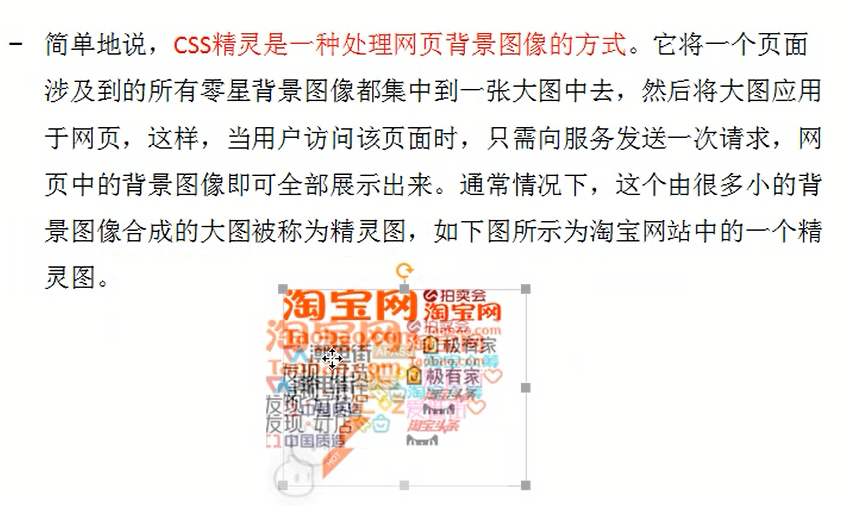 – 简单地说，CSS精灵是一种处理网页背景图像的方式。它将一个页面
涉及到的所有零星背景图像都集中到一张大图中去，然后将大图应用
于网页，这样，当用户访问该页面时，只需向服务发送一次请求，网
页中的背景图像即可全部展示出来。通常情况下，这个由很多小的背
景图像合成的大图被称为精灵图，如下图所示为淘宝网站中的一个精
灵图。
淘宝网
拍卖会
淘宝网
Taobao.com
极有家
极有家
中国质造
发现·好店
淘宝头条
中国质造
HOT